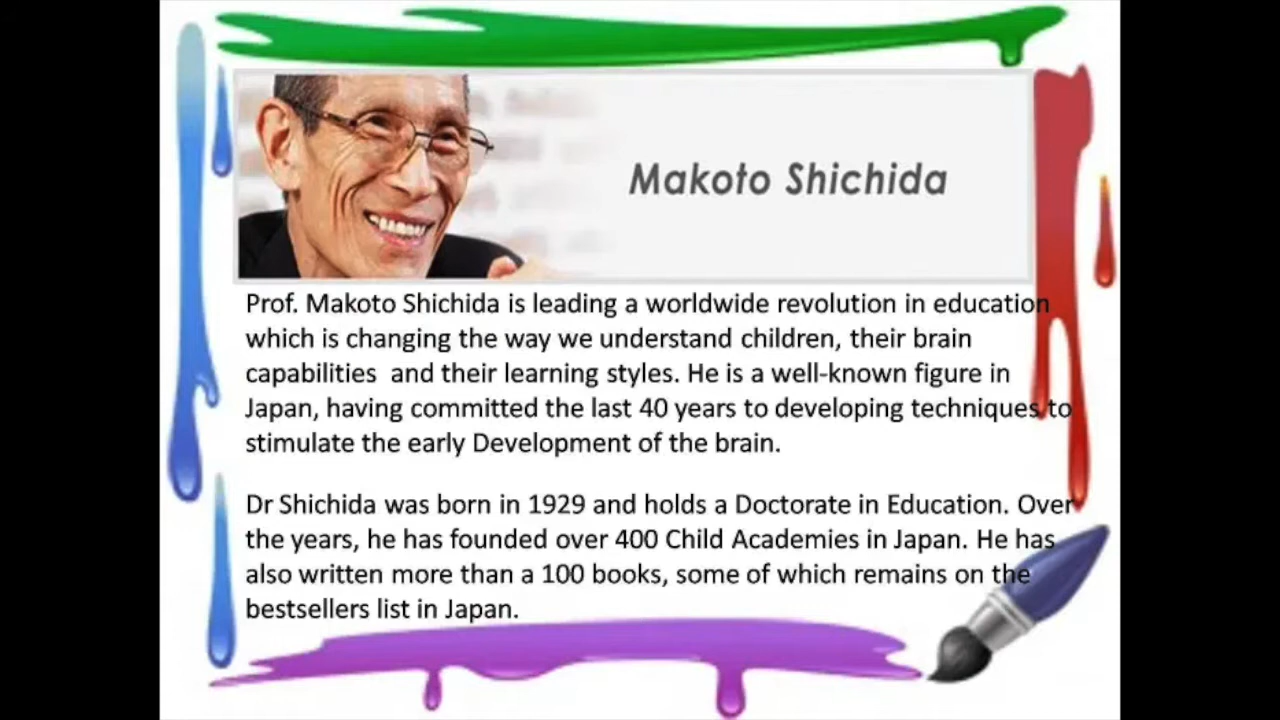 Makoto Shichida
Prof. Makoto Shichida is leading a worldwide revolution in education
which is changing the way we understand children, their brain
capabilities  and their learning styles. He is a well-known figure in
Japan, having committed the last 40 years to developing techniques to
stimulate the early Development of the brain.
Dr Shichida was born in 1929 and holds a Doctorate in Education. Over
the years, he has founded over 400 Child Academies in Japan. He has
also written more than a 100 books, some of which remains on the
bestsellers list in Japan.